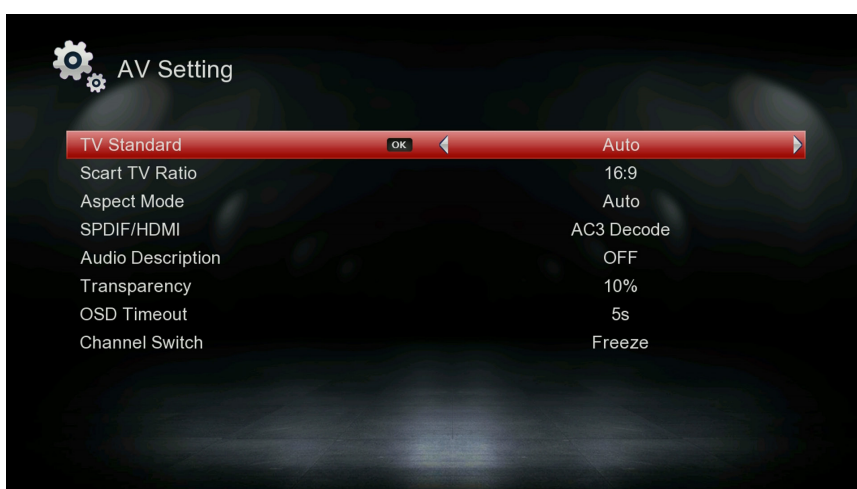 AV Setting
TV Standard OK Auto
Scart TV Ratio 16:9
Aspect Mode Auto
SPDIF/HDMI AC3 Decode
Audio Description OFF
Transparency 10%
OSD Timeout 5s
Channel Switch Freeze